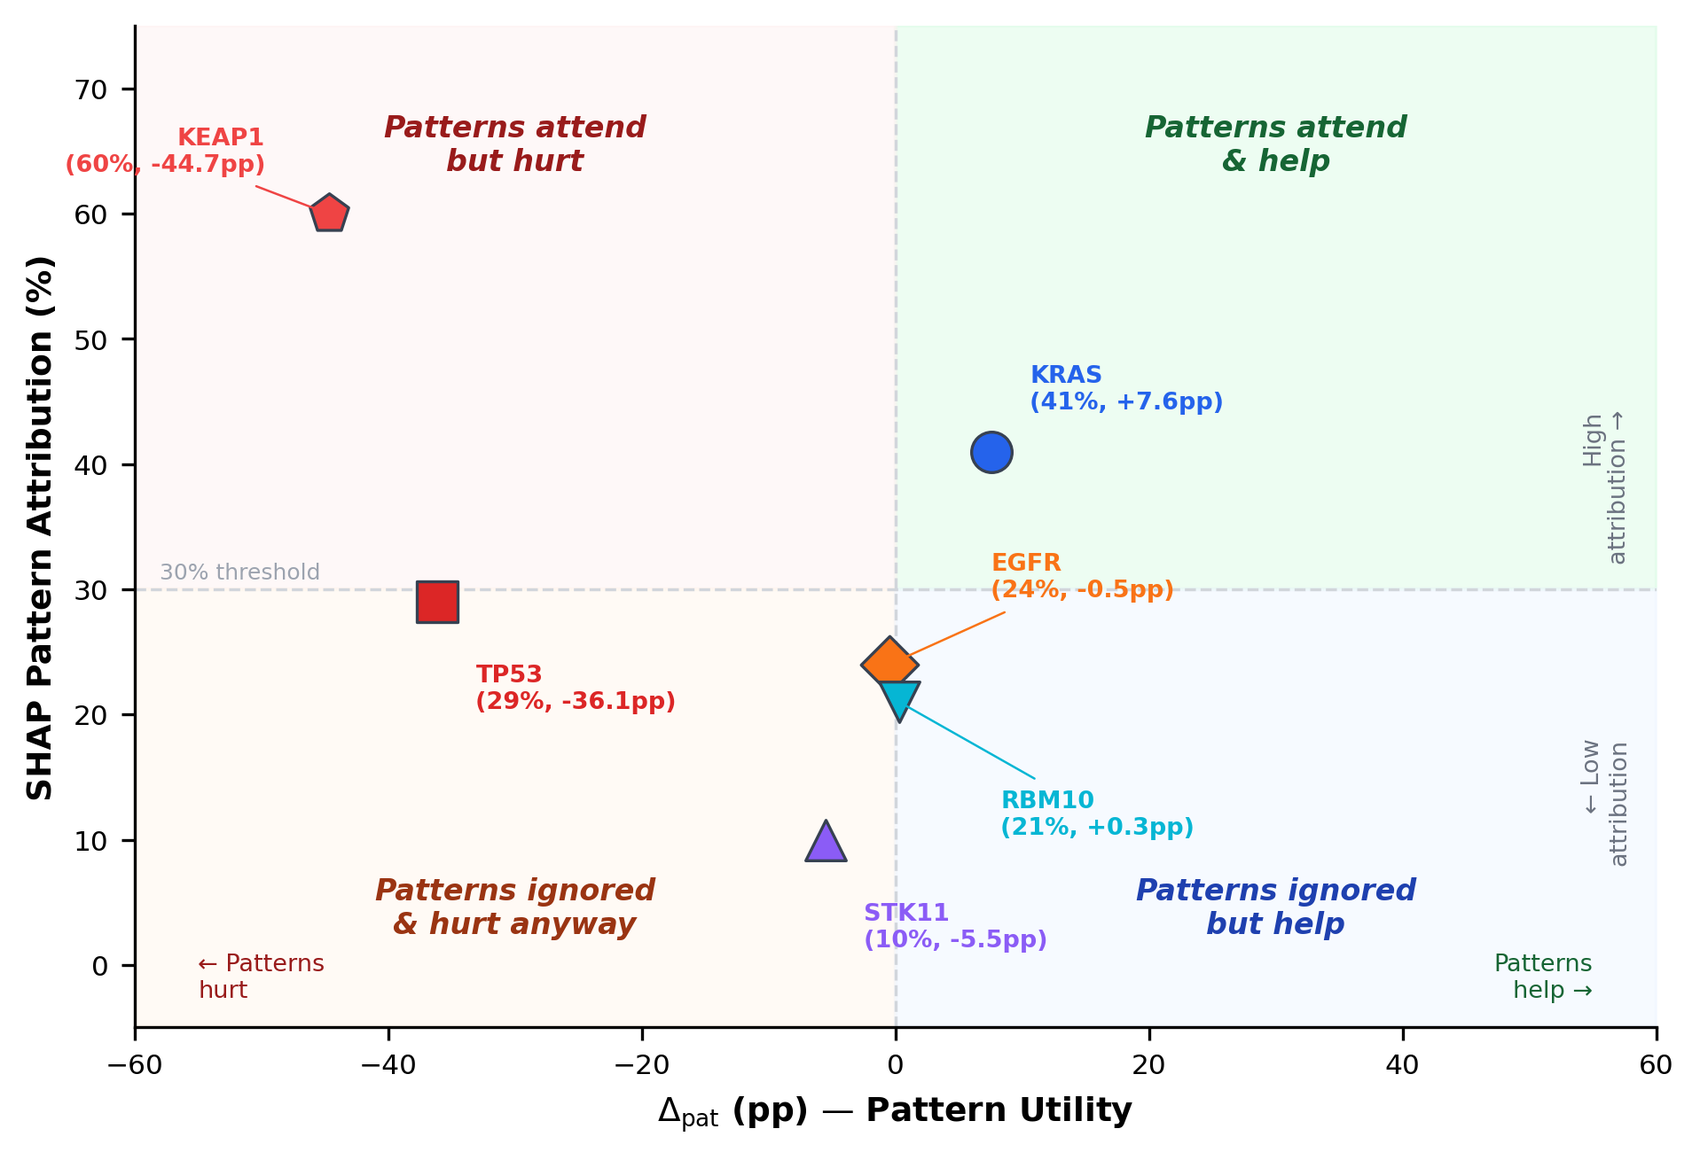 70
60
50
40
30
20
10
0
SHAP Pattern Attribution (%)
KEAP1
(60%, -44.7pp)
Patterns attend
but hurt
Patterns attend
& help
KRAS
(41%, +7.6pp)
High
attribution →
30% threshold
EGFR
(24%, -0.5pp)
TP53
(29%, -36.1pp)
RBM10
(21%, +0.3pp)
← Low
attribution
Patterns ignored
& hurt anyway
STK11
(10%, -5.5pp)
Patterns ignored
but help
← Patterns
hurt
Patterns
help →
−60
−40
−20
0
20
40
60
Δpat (pp) — Pattern Utility